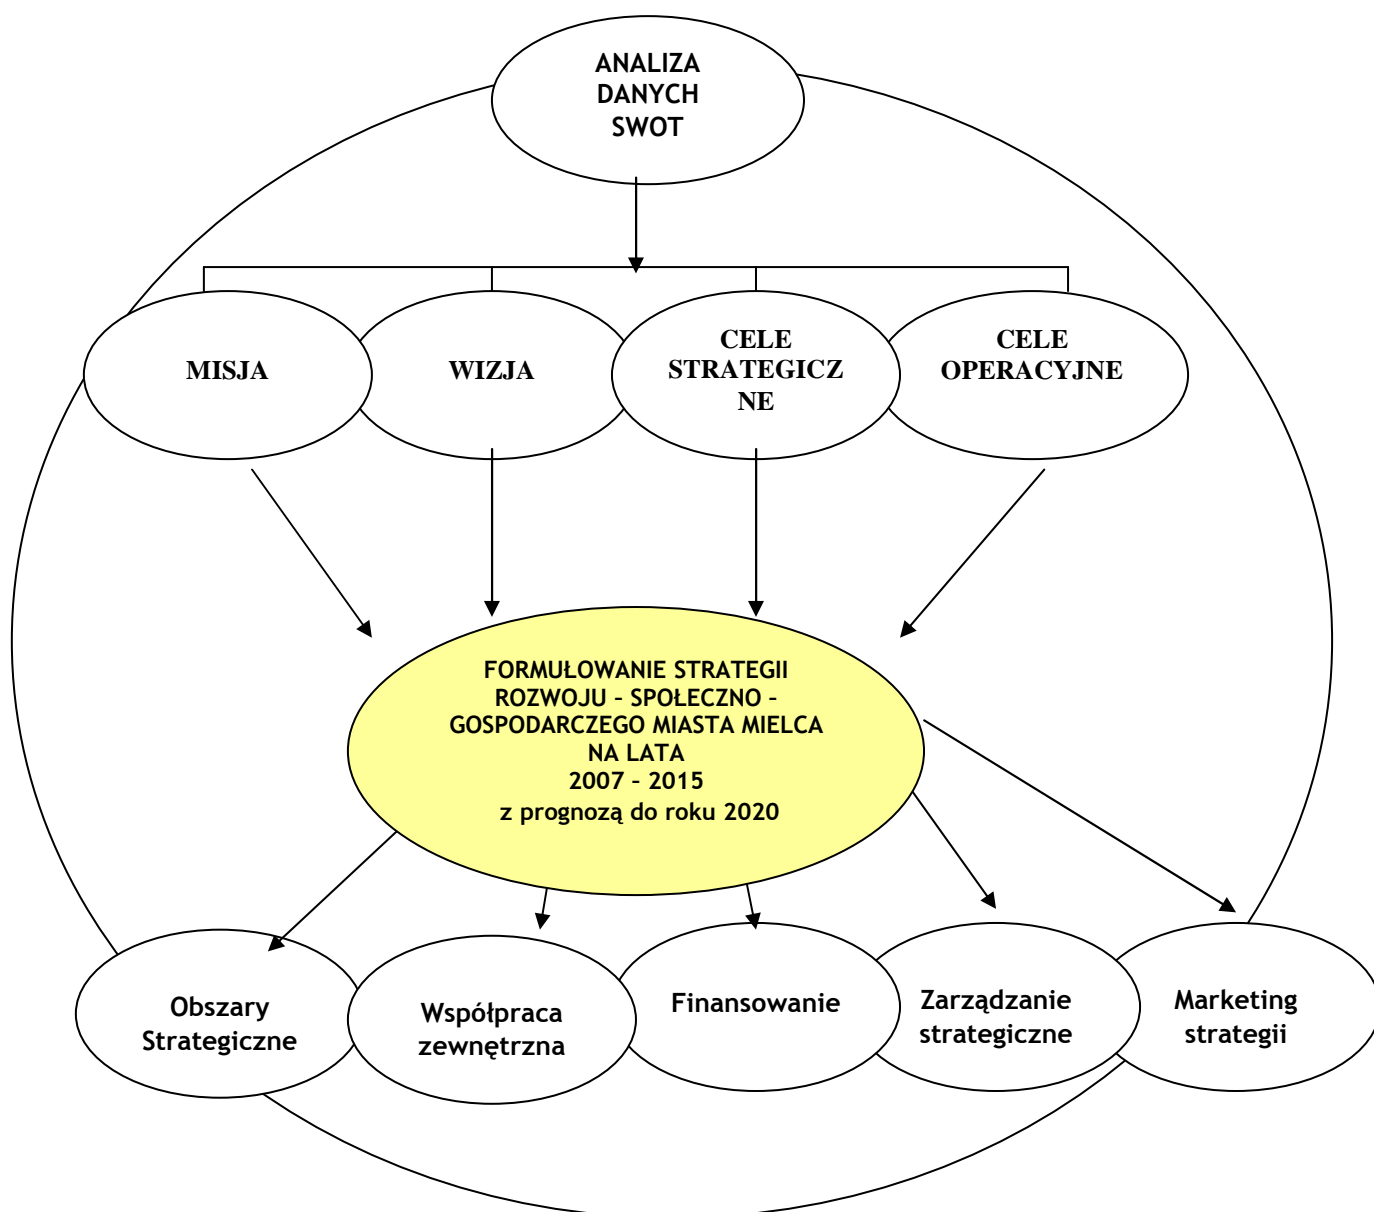 ANALIZA
DANYCH
SWOT
MISJA
WIZJA
CELE
STRATEGICZ
NE
CELE
OPERACYJNE
FORMUŁOWANIE STRATEGII
ROZWOJU - SPOŁECZNO -
GOSPODARCZEGO MIASTA MIELCA
NA LATA
2007 - 2015
z prognozą do roku 2020
Obszary
Strategiczne
Współpraca
zewnętrzna
Finansowanie
Zarządzanie
strategiczne
Marketing
strategii